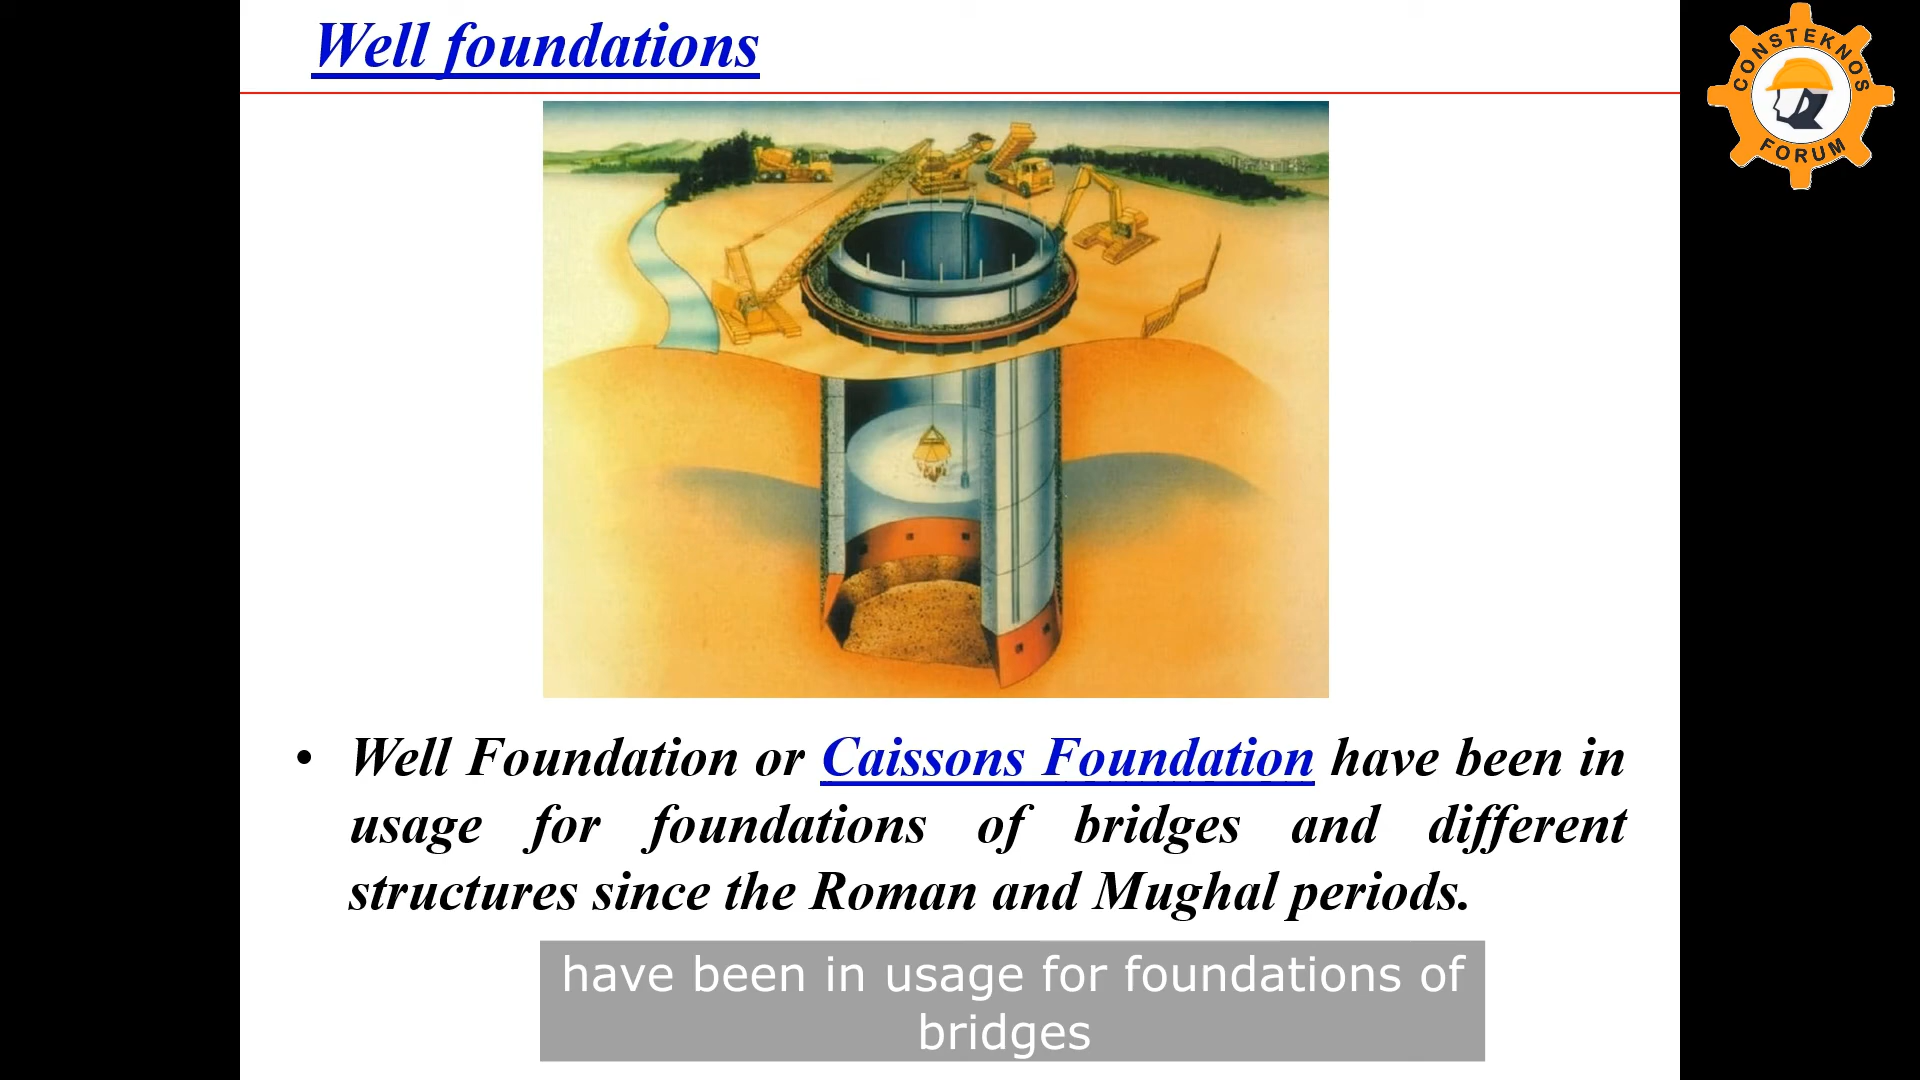 Well foundations
CONSTEKNOS
FORUM
• Well Foundation or Caissons Foundation have been in
usage for foundations of bridges and different
structures since the Roman and Mughal periods.
have been in usage for foundations of
bridges